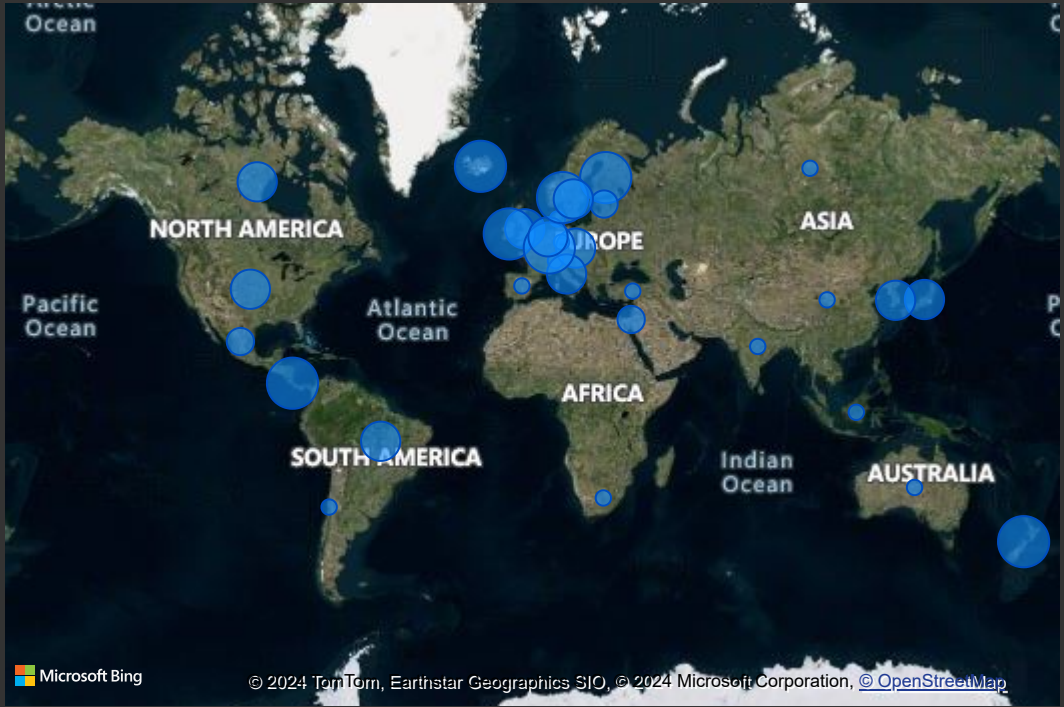 Arctic
Ocean
NORTH AMERICA
EUROPE
ASIA
Pacific
Ocean
Atlantic
Ocean
AFRICA
SOUTH AMERICA
Indian
Ocean
AUSTRALIA
Microsoft Bing
© 2024 TomTom, Earthstar Geographics SIO, © 2024 Microsoft Corporation, © OpenStreetMap